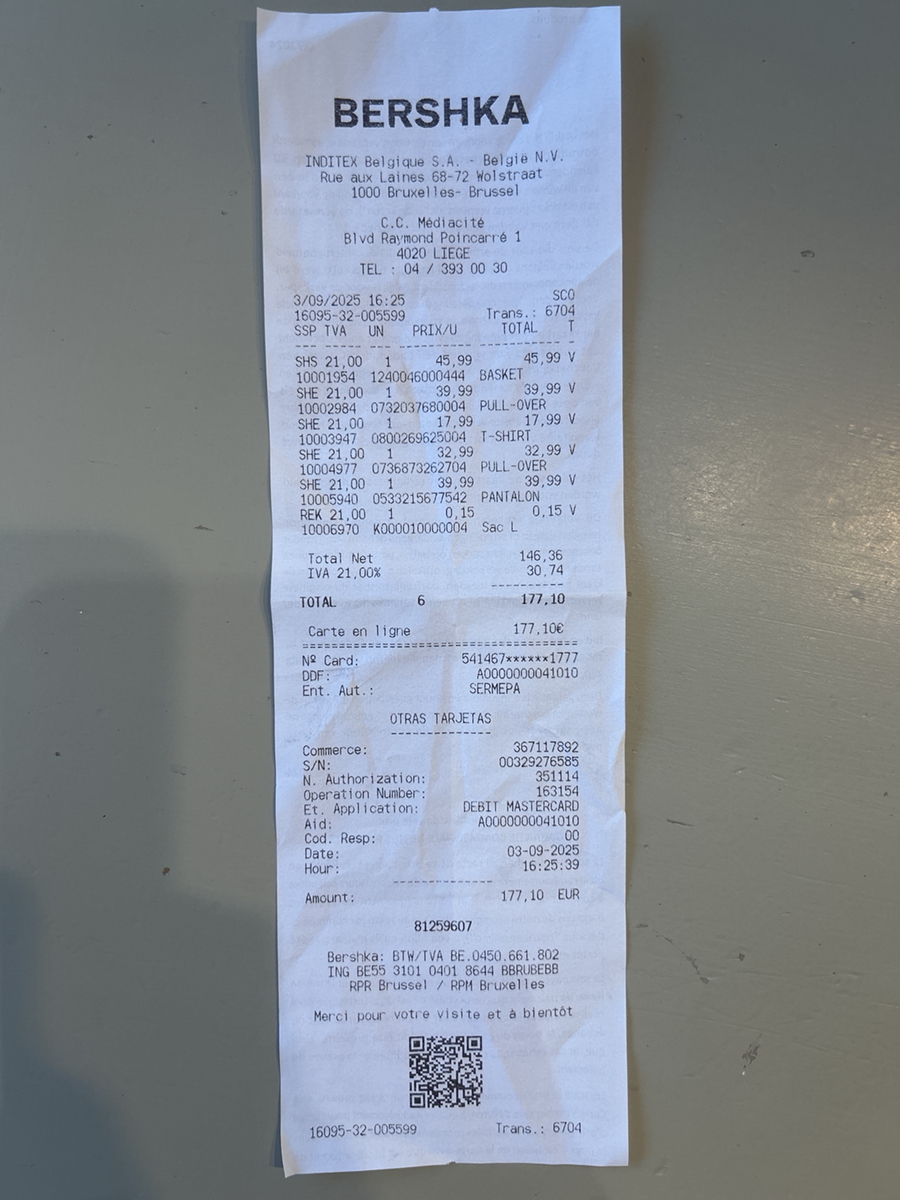 BERSHKA
INDITEX Belgique S.A. - België N.V.
Rue aux Laines 68-72 Wolstraat
1000 Bruxelles- Brussel
C.C. Médiacité
Blvd Raymond Poincarré 1
4020 LIEGE
TEL : 04 / 393 00 30
3/09/2025 16:25 SCO
16095-32-005599 Trans.: 6704
SSP TVA UN PRIX/U TOTAL T
--- ----- --- ---------- ----------- -
SHS 21,00 1 45,99 45,99 V
10001954 1240046000444 BASKET
SHE 21,00 1 39,99 39,99 V
10002984 0732037680004 PULL-OVER
SHE 21,00 1 17,99 17,99 V
10003947 0800269625004 T-SHIRT
SHE 21,00 1 32,99 32,99 V
10004977 0736873262704 PULL-OVER
SHE 21,00 1 39,99 39,99 V
10005940 0533215677542 PANTALON
REK 21,00 1 0,15 0,15 V
10006970 K000010000004 Sac L
Total Net 146,36
IVA 21,00% 30,74
----------
TOTAL 6 177,10
Carte en ligne 177,10€
======================================
Nº Card: 541467******1777
DDF: A0000000041010
Ent. Aut.: SERMEPA
OTRAS TARJETAS
-------------
Commerce: 367117892
S/N: 00329276585
N. Authorization: 351114
Operation Number: 163154
Et. Application: DEBIT MASTERCARD
Aid: A0000000041010
Cod. Resp: 00
Date: 03-09-2025
Hour: 16:25:39
-------------
Amount: 177,10 EUR
81259607
Bershka: BTW/TVA BE.0450.661.802
ING BE55 3101 0401 8644 BBRUBEBB
RPR Brussel / RPM Bruxelles
Merci pour votre visite et à bientôt
16095-32-005599 Trans.: 6704